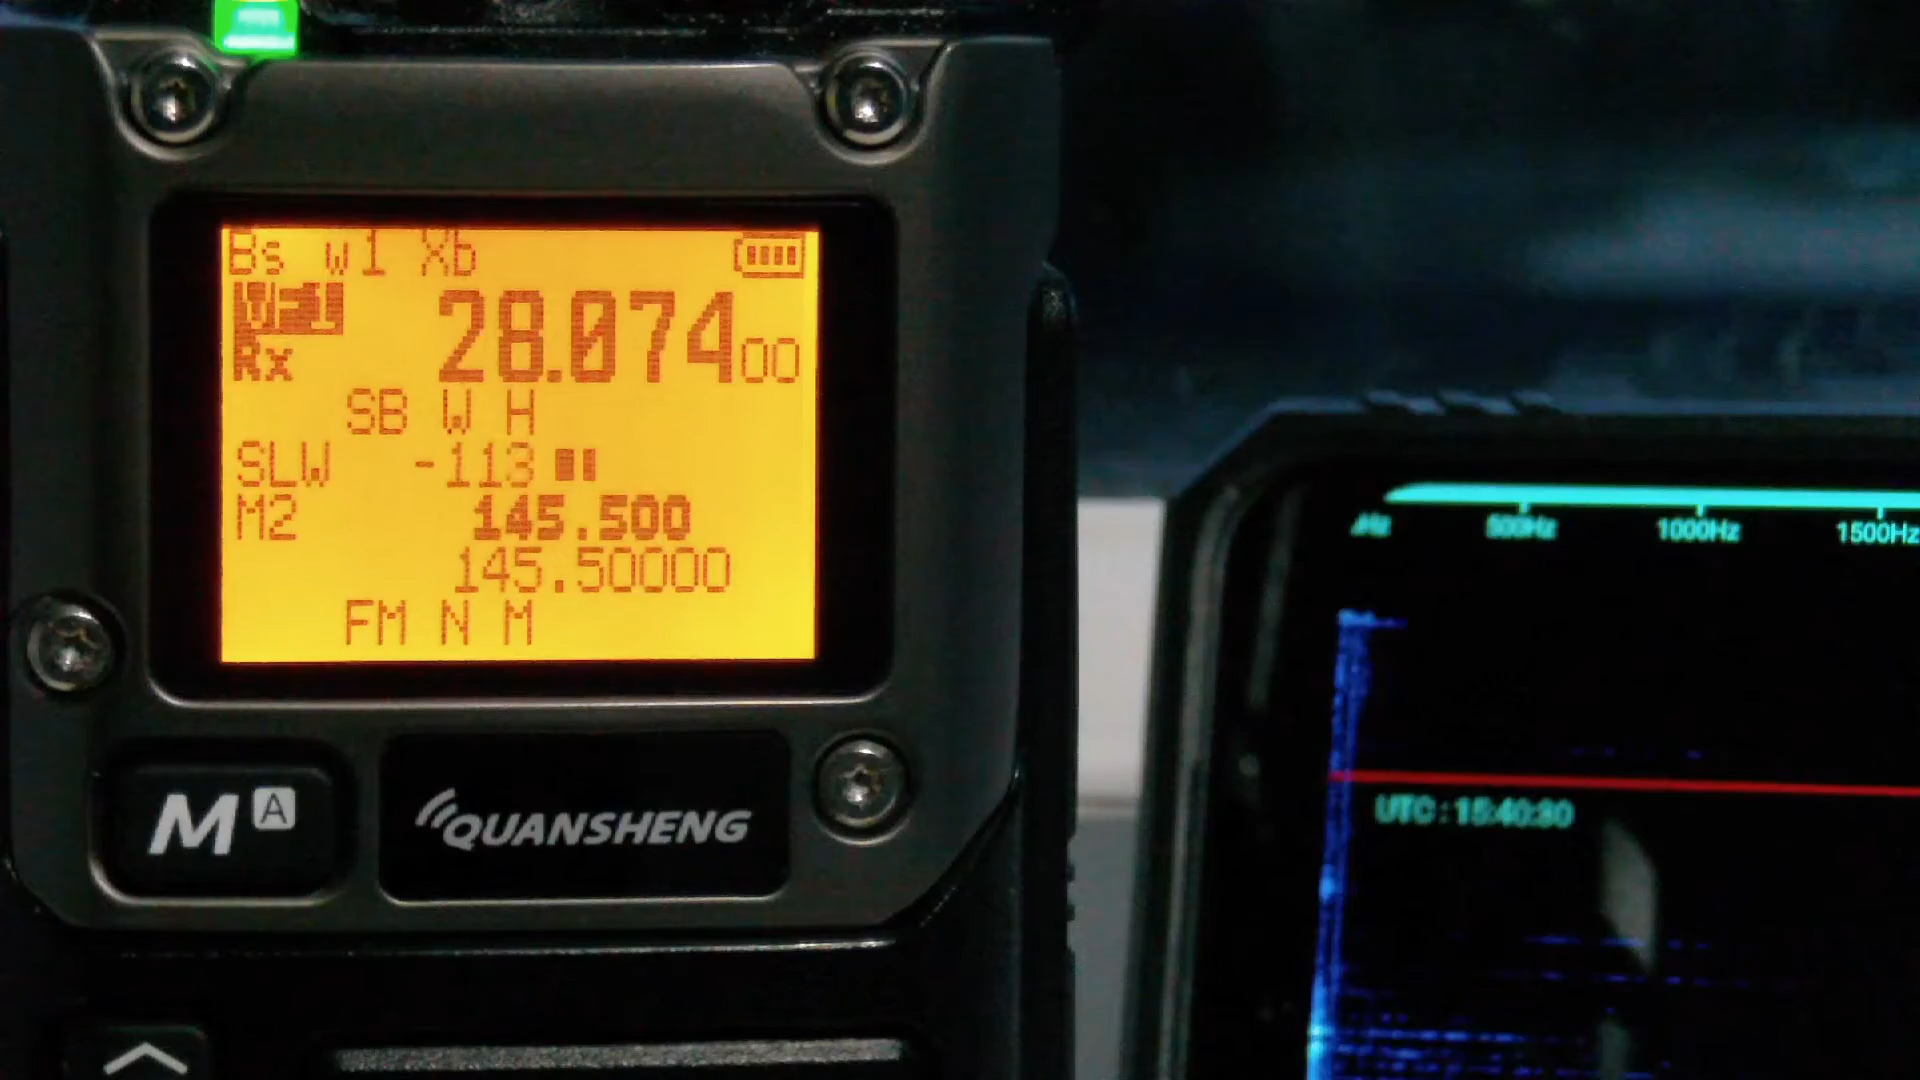 Bs w1 Xb
Rx 28.07400
SB W H
SLW -113
M2 145.500
145.50000
FM N M
M A
QUANSHENG
500Hz 1000Hz 1500Hz
UTC : 15:40:30